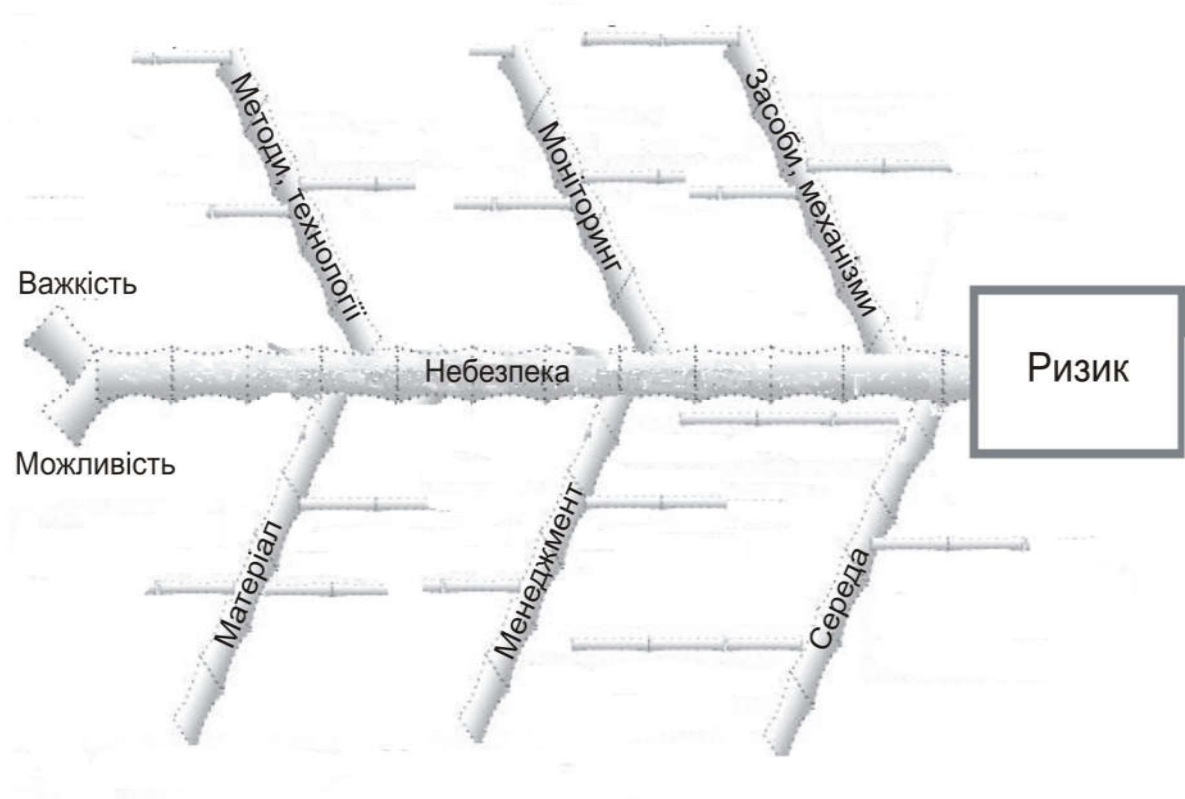 Методи, технології
Моніторинг
Засоби, механізми
Важкість
Небезпека
Ризик
Можливість
Матеріал
Менеджмент
Середа